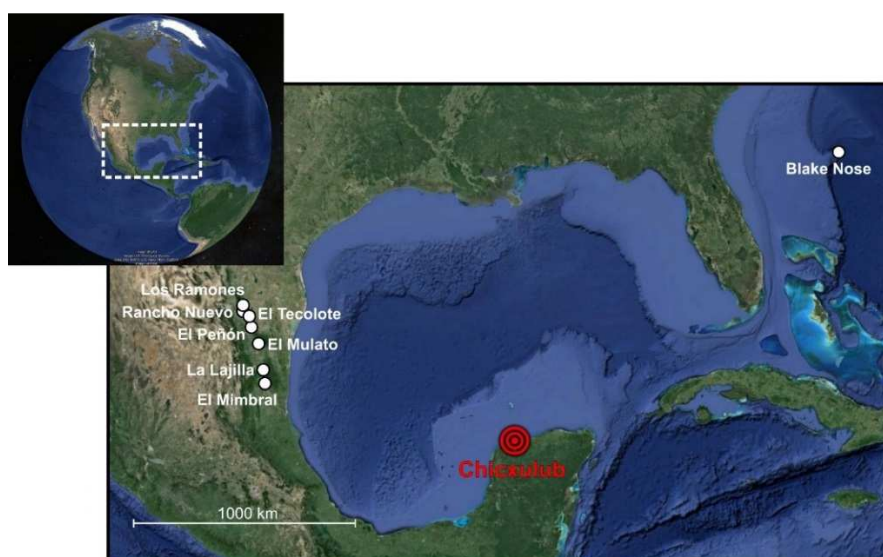 Blake Nose
Los Ramones
Rancho Nuevo
El Tecolote
El Peñón
El Mulato
La Lajilla
El Mimbral
Chicxulub
1000 km